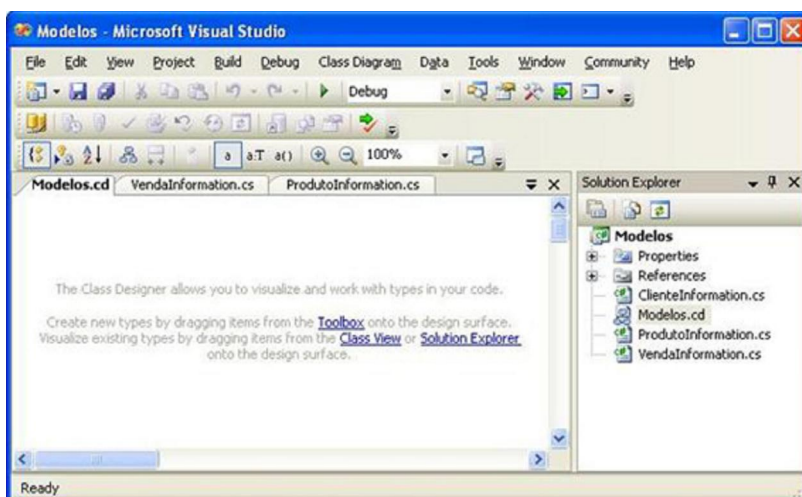 Modelos - Microsoft Visual Studio
File Edit View Project Build Debug Class Diagram Data Tools Window Community Help
Debug
a a:T a() 100%
Modelos.cd VendaInformation.cs ProdutoInformation.cs
The Class Designer allows you to visualize and work with types in your code.
Create new types by dragging items from the Toolbox onto the design surface.
Visualize existing types by dragging items from the Class View or Solution Explorer
onto the design surface.
Solution Explorer
Modelos
Properties
References
ClienteInformation.cs
Modelos.cd
ProdutoInformation.cs
VendaInformation.cs
Ready